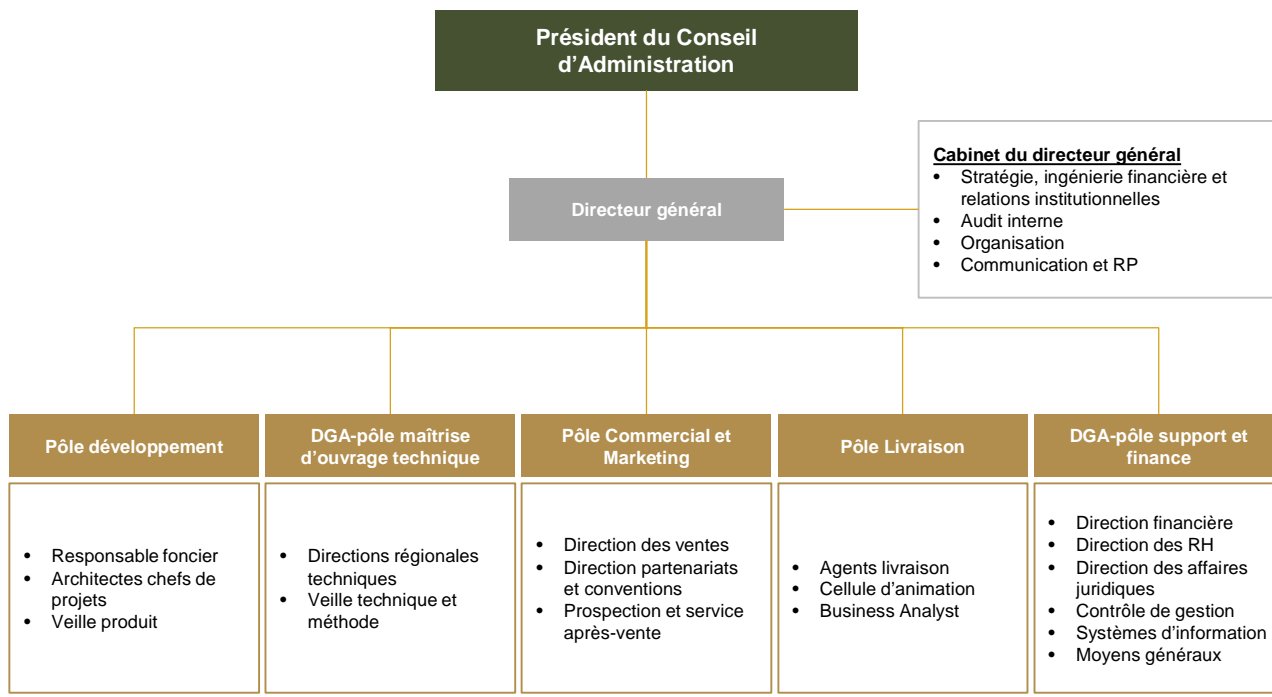 Président du Conseil
d'Administration
Directeur général
Cabinet du directeur général
• Stratégie, ingénierie financière et
relations institutionnelles
• Audit interne
• Organisation
• Communication et RP
Pôle développement
• Responsable foncier
• Architectes chefs de
projets
• Veille produit
DGA-pôle maîtrise
d'ouvrage technique
• Directions régionales
techniques
• Veille technique et
méthode
Pôle Commercial et
Marketing
• Direction des ventes
• Direction partenariats
et conventions
• Prospection et service
après-vente
Pôle Livraison
• Agents livraison
• Cellule d'animation
• Business Analyst
DGA-pôle support et
finance
• Direction financière
• Direction des RH
• Direction des affaires
juridiques
• Contrôle de gestion
• Systèmes d'information
• Moyens généraux